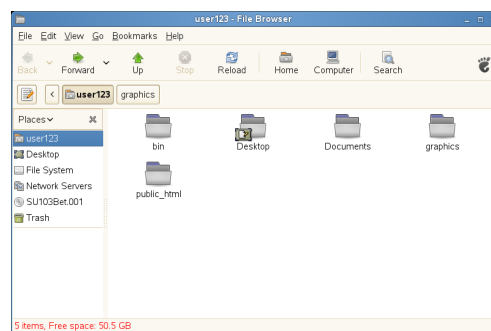 user123 - File Browser
File Edit View Go Bookmarks Help
Back Forward Up Stop Reload Home Computer Search
user123 graphics
Places
user123
Desktop
File System
Network Servers
SU103Bet.001
Trash
bin Desktop Documents graphics
public_html
5 items, Free space: 50.5 GB